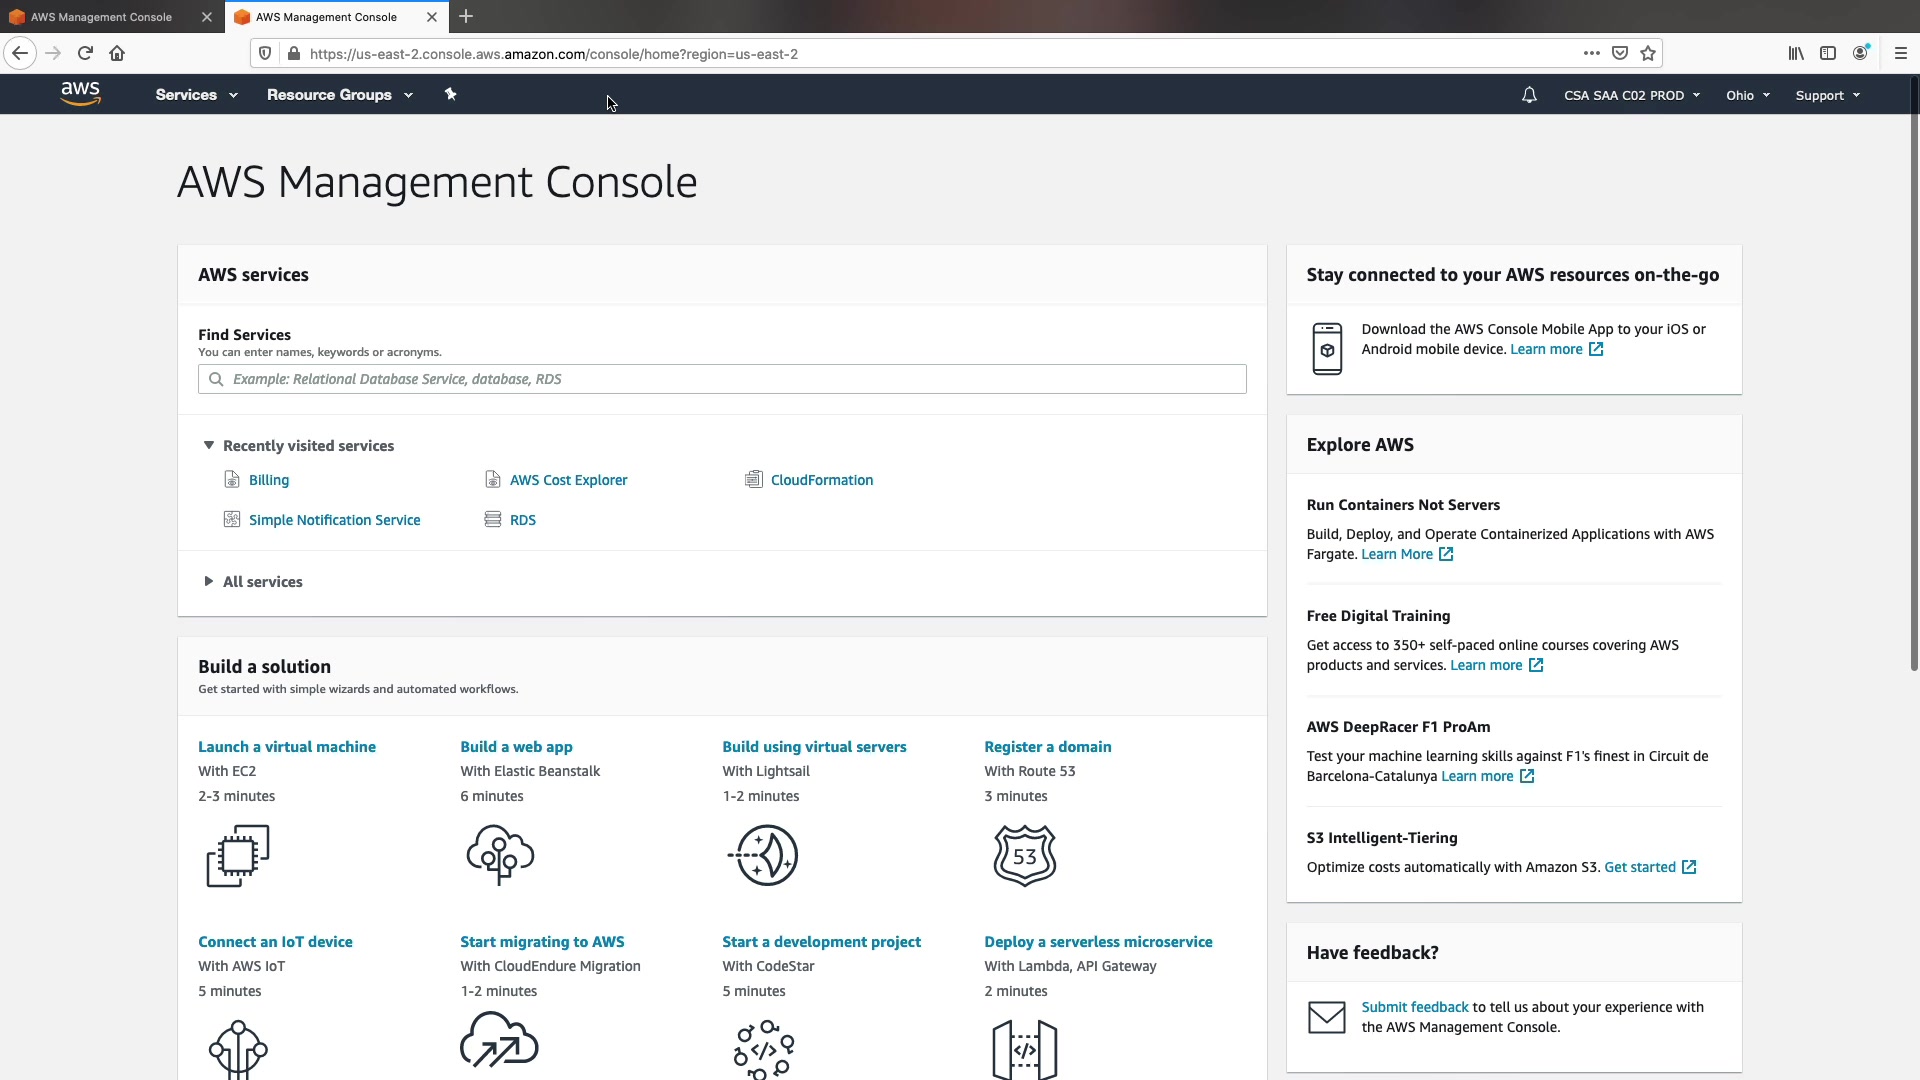 AWS Management Console
AWS Management Console
https://us-east-2.console.aws.amazon.com/console/home?region=us-east-2
aws
Services
Resource Groups
CSA SAA C02 PROD
Ohio
Support
AWS Management Console
AWS services
Find Services
You can enter names, keywords or acronyms.
Example: Relational Database Service, database, RDS
Recently visited services
Billing
AWS Cost Explorer
CloudFormation
Simple Notification Service
RDS
All services
Build a solution
Get started with simple wizards and automated workflows.
Launch a virtual machine
With EC2
2-3 minutes
Build a web app
With Elastic Beanstalk
6 minutes
Build using virtual servers
With Lightsail
1-2 minutes
Register a domain
With Route 53
3 minutes
53
Connect an IoT device
With AWS IoT
5 minutes
Start migrating to AWS
With CloudEndure Migration
1-2 minutes
Start a development project
With CodeStar
5 minutes
</>
Deploy a serverless microservice
With Lambda, API Gateway
2 minutes
</>
Stay connected to your AWS resources on-the-go
Download the AWS Console Mobile App to your iOS or
Android mobile device. Learn more
Explore AWS
Run Containers Not Servers
Build, Deploy, and Operate Containerized Applications with AWS
Fargate. Learn More
Free Digital Training
Get access to 350+ self-paced online courses covering AWS
products and services. Learn more
AWS DeepRacer F1 ProAm
Test your machine learning skills against F1's finest in Circuit de
Barcelona-Catalunya Learn more
S3 Intelligent-Tiering
Optimize costs automatically with Amazon S3. Get started
Have feedback?
Submit feedback to tell us about your experience with
the AWS Management Console.